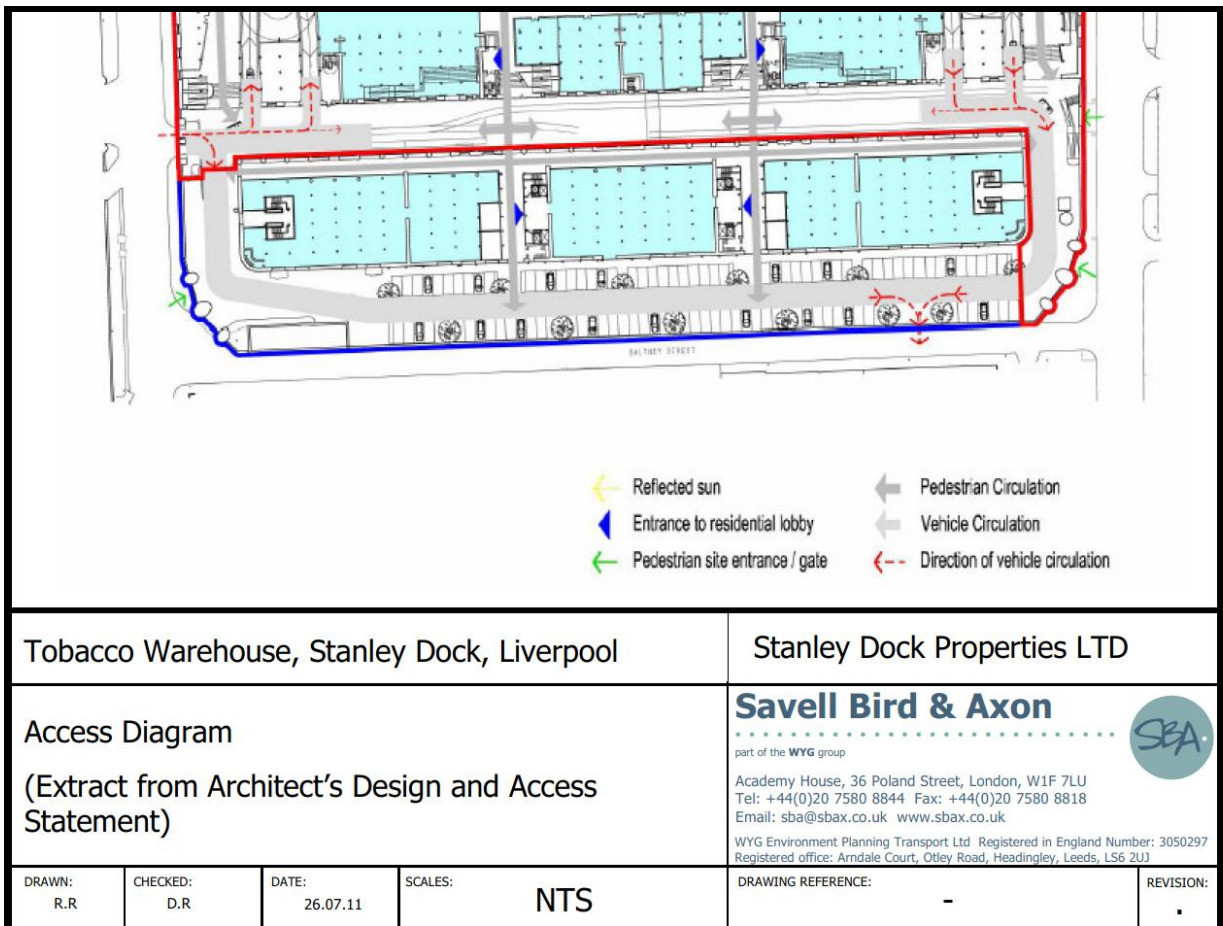 SALTNEY STREET
Reflected sun
Entrance to residential lobby
Pedestrian site entrance / gate
Pedestrian Circulation
Vehicle Circulation
Direction of vehicle circulation
Tobacco Warehouse, Stanley Dock, Liverpool
Stanley Dock Properties LTD
Access Diagram
(Extract from Architect's Design and Access
Statement)
Savell Bird & Axon
SBA.
part of the WYG group
Academy House, 36 Poland Street, London, W1F 7LU
Tel: +44(0)20 7580 8844 Fax: +44(0)20 7580 8818
Email: sba@sbax.co.uk www.sbax.co.uk
WYG Environment Planning Transport Ltd Registered in England Number: 3050297
Registered office: Arndale Court, Otley Road, Headingley, Leeds, LS6 2UJ
DRAWN:
R.R
CHECKED:
D.R
DATE:
26.07.11
SCALES:
NTS
DRAWING REFERENCE:
-
REVISION:
.